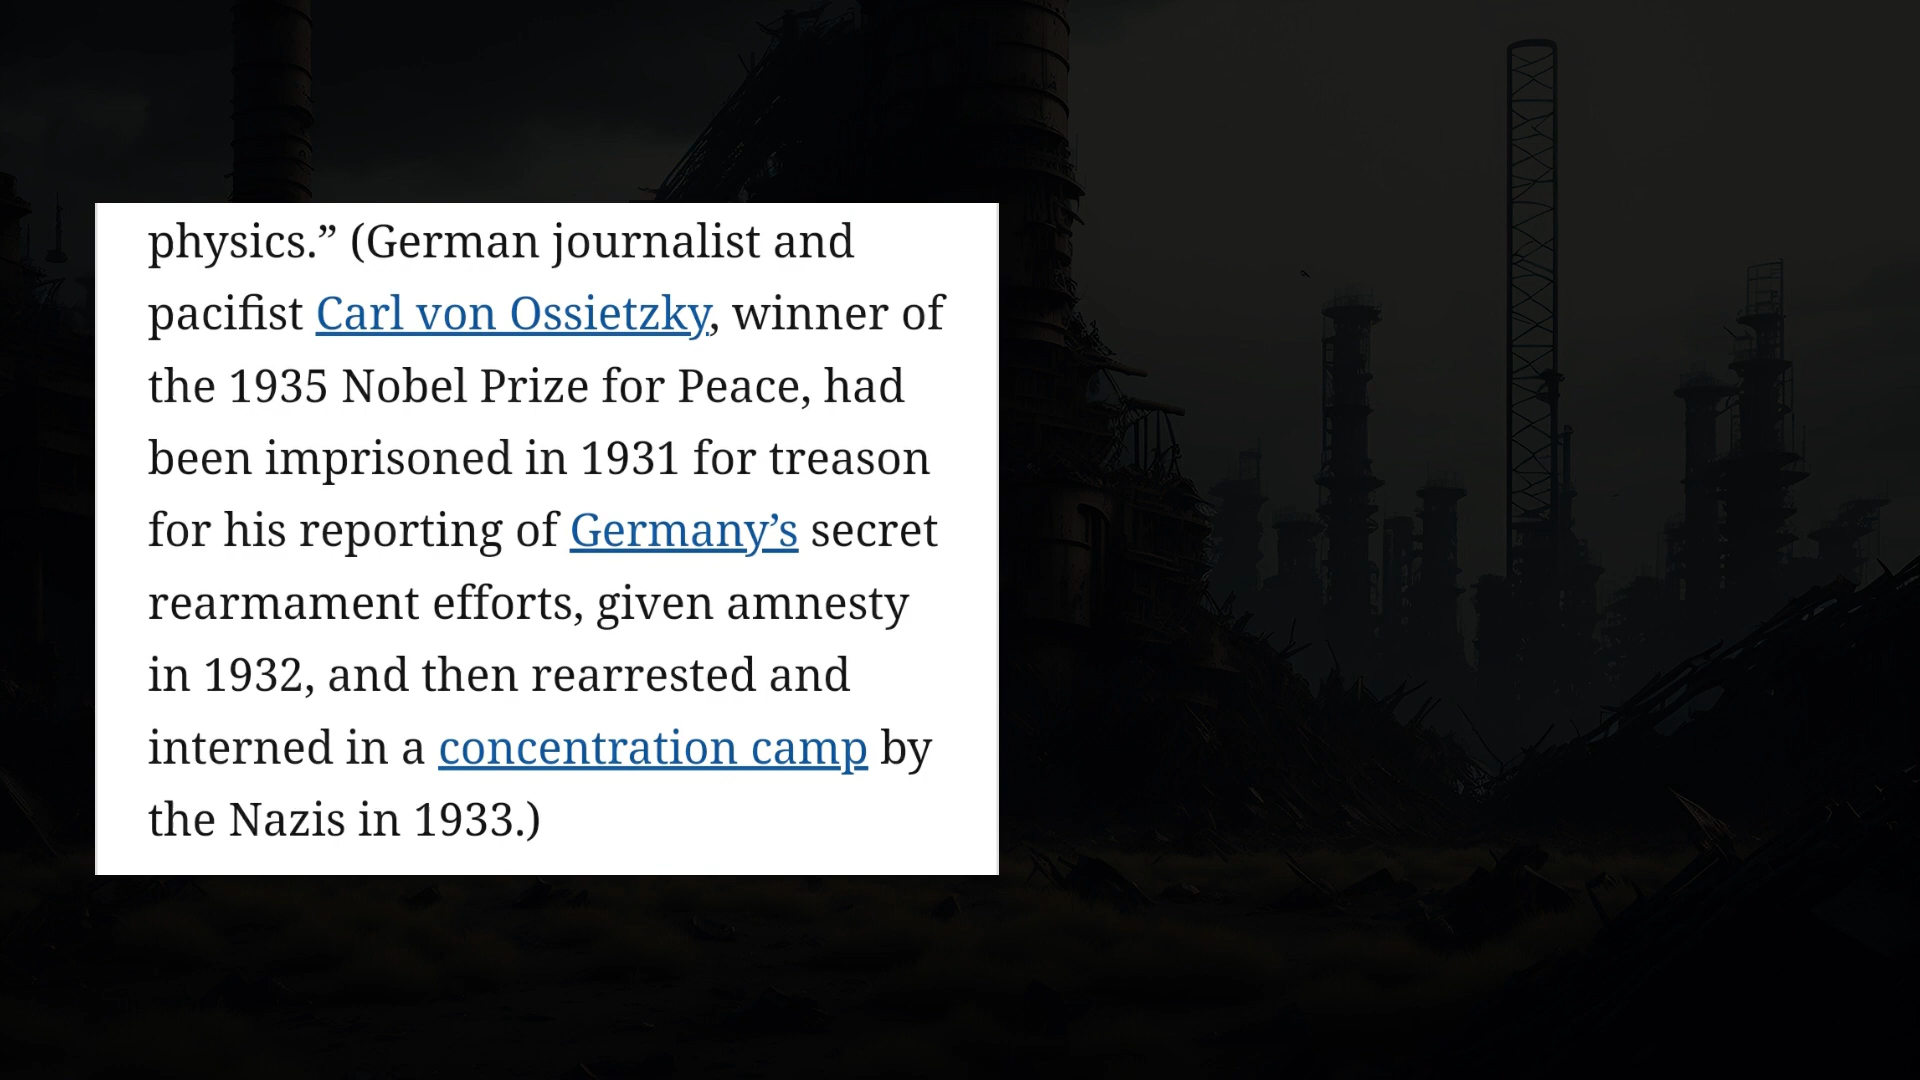 physics.” (German journalist and
pacifist Carl von Ossietzky, winner of
the 1935 Nobel Prize for Peace, had
been imprisoned in 1931 for treason
for his reporting of Germany’s secret
rearmament efforts, given amnesty
in 1932, and then rearrested and
interned in a concentration camp by
the Nazis in 1933.)